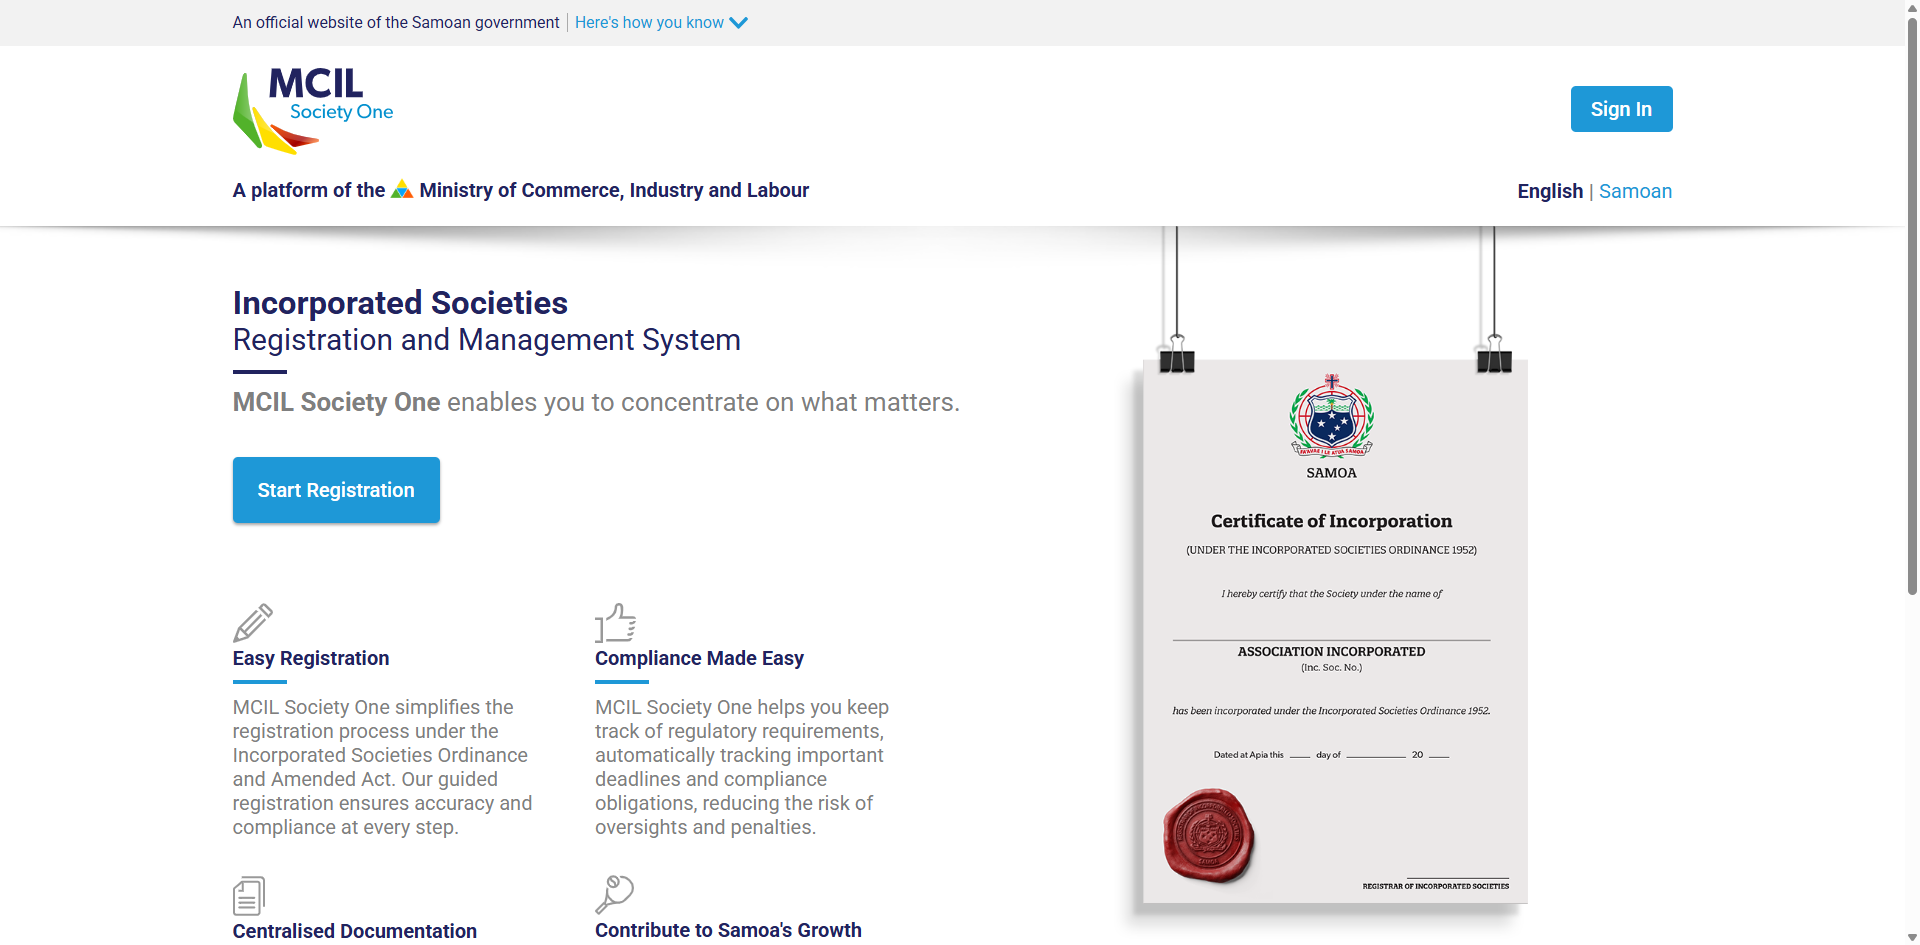 An official website of the Samoan government
Here's how you know
MCIL
Society One
Sign In
A platform of the Ministry of Commerce, Industry and Labour
English | Samoan
Incorporated Societies
Registration and Management System
MCIL Society One enables you to concentrate on what matters.
Start Registration
Easy Registration
MCIL Society One simplifies the
registration process under the
Incorporated Societies Ordinance
and Amended Act. Our guided
registration ensures accuracy and
compliance at every step.
Compliance Made Easy
MCIL Society One helps you keep
track of regulatory requirements,
automatically tracking important
deadlines and compliance
obligations, reducing the risk of
oversights and penalties.
Centralised Documentation
Contribute to Samoa's Growth
FAAVAE I LE ATUA SAMOA
SAMOA
Certificate of Incorporation
(UNDER THE INCORPORATED SOCIETIES ORDINANCE 1952)
I hereby certify that the Society under the name of
ASSOCIATION INCORPORATED
(Inc. Soc. No.)
has been incorporated under the Incorporated Societies Ordinance 1952.
Dated at Apia this ____ day of ____________ 20 ____
SAMOA
REGISTRAR OF INCORPORATED SOCIETIES